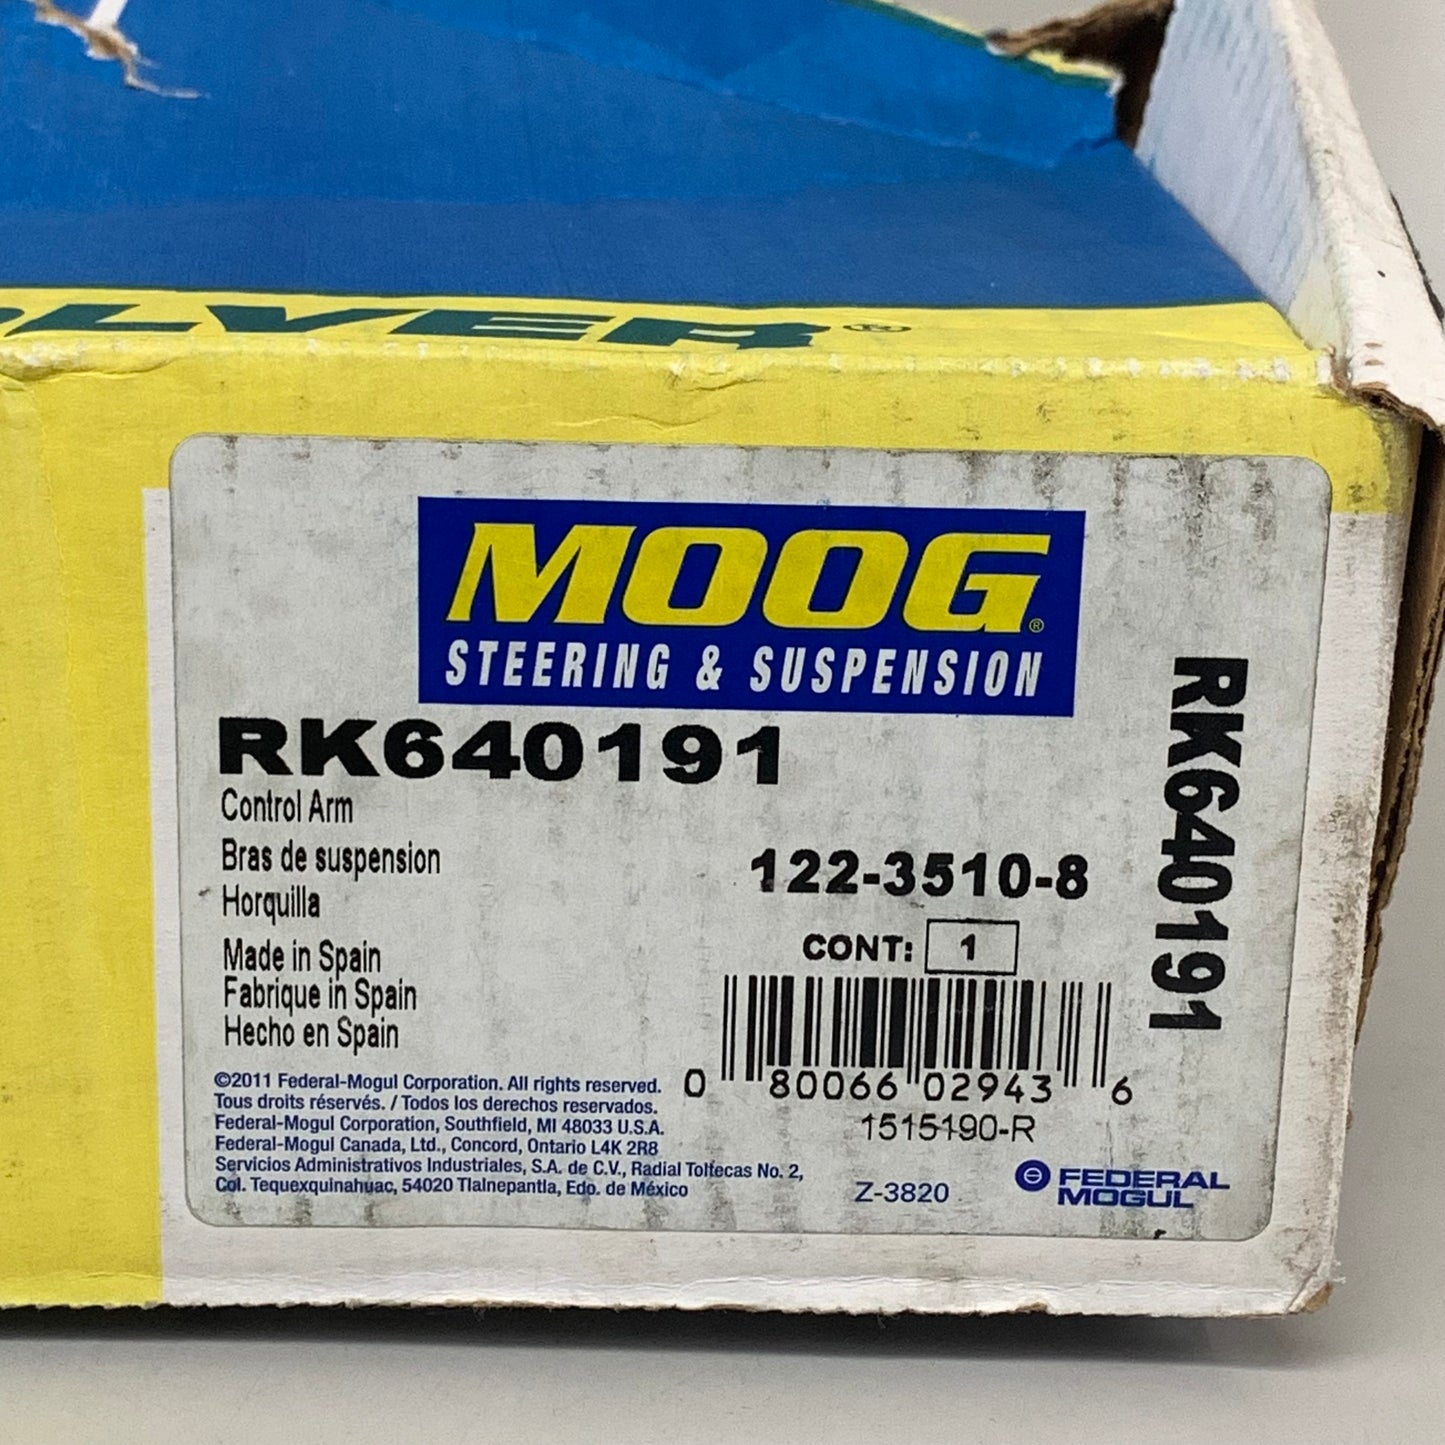 OLVER®
MOOG®
STEERING & SUSPENSION
RK640191
Control Arm
Bras de suspension
Horquilla
Made in Spain
Fabrique in Spain
Hecho en Spain
122-3510-8
CONT: 1
0 80066 02943 6
1515190-R
RK640191
©2011 Federal-Mogul Corporation. All rights reserved.
Tous droits réservés. / Todos los derechos reservados.
Federal-Mogul Corporation, Southfield, MI 48033 U.S.A.
Federal-Mogul Canada, Ltd., Concord, Ontario L4K 2R8
Servicios Administrativos Industriales, S.A. de C.V., Radial Toltecas No. 2,
Col. Tequexquinahuac, 54020 Tlalnepantla, Edo. de México
Z-3820
FEDERAL
MOGUL